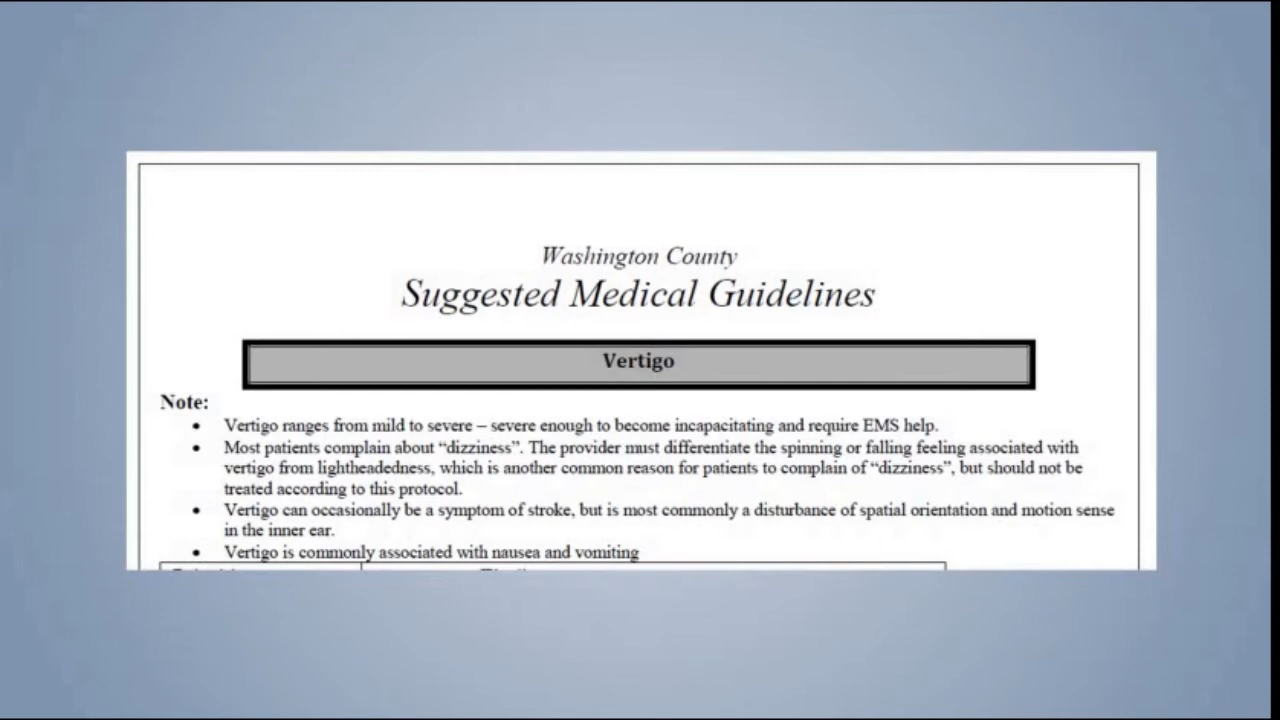 Washington County
Suggested Medical Guidelines
Vertigo
Note:
• Vertigo ranges from mild to severe – severe enough to become incapacitating and require EMS help.
• Most patients complain about “dizziness”. The provider must differentiate the spinning or falling feeling associated with
vertigo from lightheadedness, which is another common reason for patients to complain of “dizziness”, but should not be
treated according to this protocol.
• Vertigo can occasionally be a symptom of stroke, but is most commonly a disturbance of spatial orientation and motion sense
in the inner ear.
• Vertigo is commonly associated with nausea and vomiting